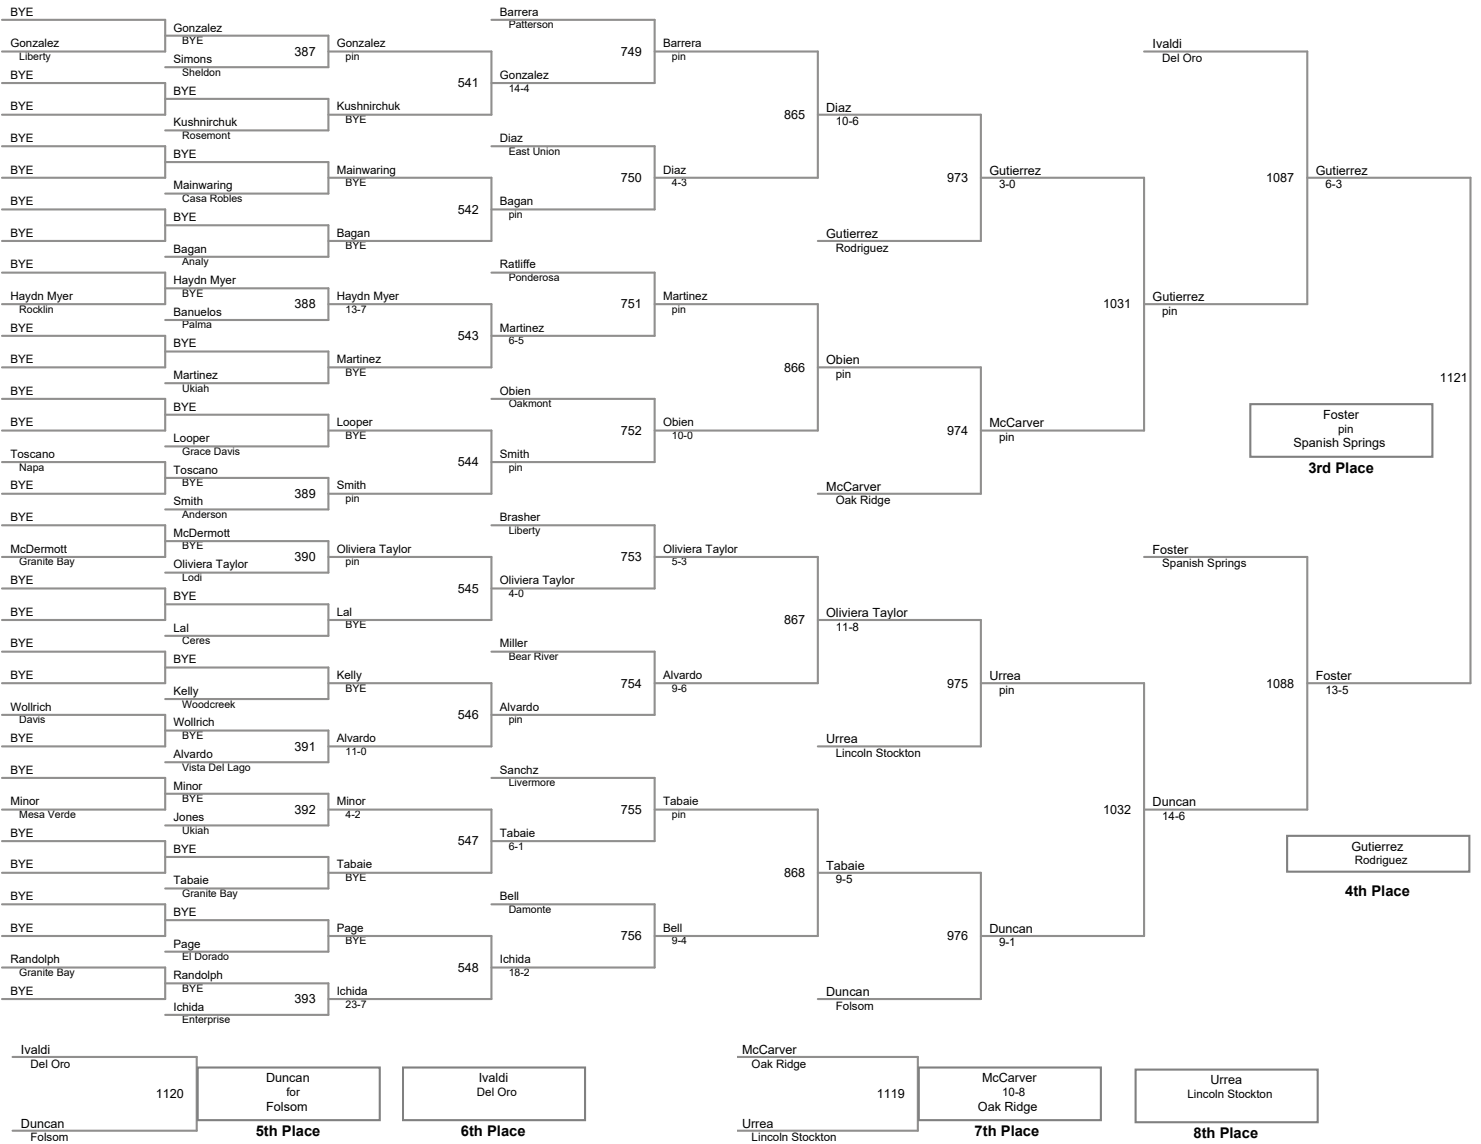 BYE
Gonzalez
Liberty
BYE
BYE
BYE
BYE
BYE
BYE
BYE
Haydn Myer
Rocklin
BYE
BYE
BYE
BYE
Toscano
Napa
BYE
BYE
McDermott
Granite Bay
BYE
BYE
BYE
BYE
Wollrich
Davis
BYE
BYE
Minor
Mesa Verde
BYE
BYE
BYE
BYE
Randolph
Granite Bay
BYE
Gonzalez
BYE
387
Simons
Sheldon
BYE
Kushnirchuk
Rosemont
BYE
Mainwaring
Casa Robles
BYE
Bagan
Analy
Haydn Myer
BYE
388
Banuelos
Palma
BYE
Martinez
Ukiah
BYE
Looper
Grace Davis
Toscano
BYE
389
Smith
Anderson
McDermott
BYE
390
Oliviera Taylor
Lodi
BYE
Lal
Ceres
BYE
Kelly
Woodcreek
Wollrich
BYE
391
Alvardo
Vista Del Lago
Minor
BYE
392
Jones
Ukiah
BYE
Tabaie
Granite Bay
BYE
Page
El Dorado
Randolph
BYE
393
Ichida
Enterprise
Gonzalez
pin
541
Kushnirchuk
BYE
Mainwaring
BYE
542
Bagan
BYE
Haydn Myer
13-7
543
Martinez
BYE
Looper
BYE
544
Smith
pin
Oliviera Taylor
pin
545
Lal
BYE
Kelly
BYE
546
Alvardo
11-0
Minor
4-2
547
Tabaie
BYE
Page
BYE
548
Ichida
23-7
Barrera
Patterson
749
Gonzalez
14-4
Diaz
East Union
750
Bagan
pin
Ratliffe
Ponderosa
751
Martinez
6-5
Obien
Oakmont
752
Smith
pin
Brasher
Liberty
753
Oliviera Taylor
4-0
Miller
Bear River
754
Alvardo
pin
Sanchz
Livermore
755
Tabaie
6-1
Bell
Damonte
756
Ichida
18-2
Barrera
pin
865
Diaz
4-3
Martinez
pin
866
Obien
10-0
Oliviera Taylor
5-3
867
Alvardo
9-6
Tabaie
pin
868
Bell
9-4
Diaz
10-6
973
Gutierrez
Rodriguez
Obien
pin
974
McCarver
Oak Ridge
Oliviera Taylor
11-8
975
Urrea
Lincoln Stockton
Tabaie
9-5
976
Duncan
Folsom
Gutierrez
3-0
1031
McCarver
pin
Urrea
pin
1032
Duncan
9-1
Ivaldi
Del Oro
1087
Gutierrez
pin
Foster
Spanish Springs
1088
Duncan
14-6
Gutierrez
6-3
1121
Foster
13-5
Foster
pin
Spanish Springs
3rd Place
Gutierrez
Rodriguez
4th Place
Ivaldi
Del Oro
1120
Duncan
Folsom
Duncan
for
Folsom
5th Place
Ivaldi
Del Oro
6th Place
McCarver
Oak Ridge
1119
Urrea
Lincoln Stockton
McCarver
10-8
Oak Ridge
7th Place
Urrea
Lincoln Stockton
8th Place